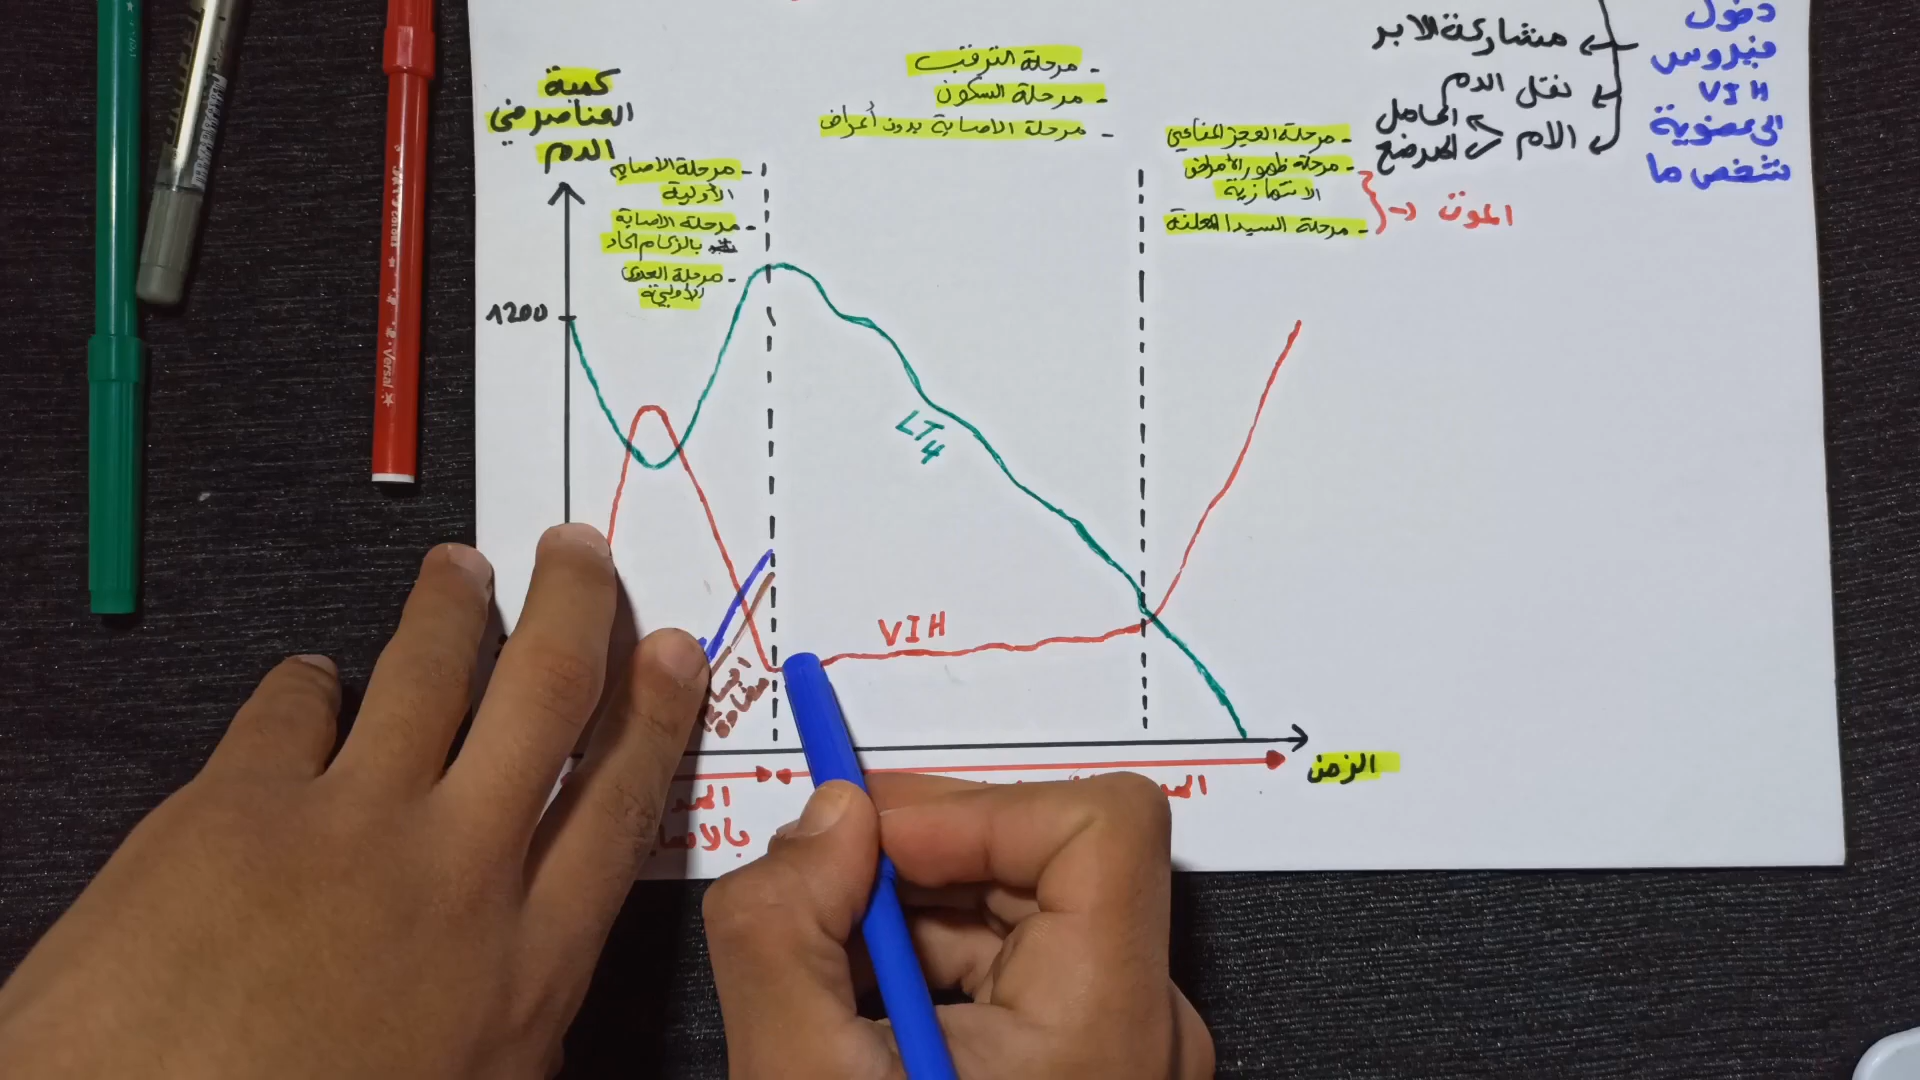 دخول
فيروس
VIH
الى عضوية
شخص ما
مشاركة الابر
نقل الدم
الام
الحامل
المرضع
كمية
العناصر في
الدم
- مرحلة الترقب
- مرحلة السكون
- مرحلة الاصابة بدون أعراض
- مرحلة الاصابة
الأولية
- مرحلة الاصابة
بالزكام الحاد
- مرحلة العدوى
الأولية
- مرحلة العجز المناعي
- مرحلة ظهور الأمراض
الانتهازية
- مرحلة السيدا المعلنة
الموت
1200
LT4
VIH
الزمن
Versal